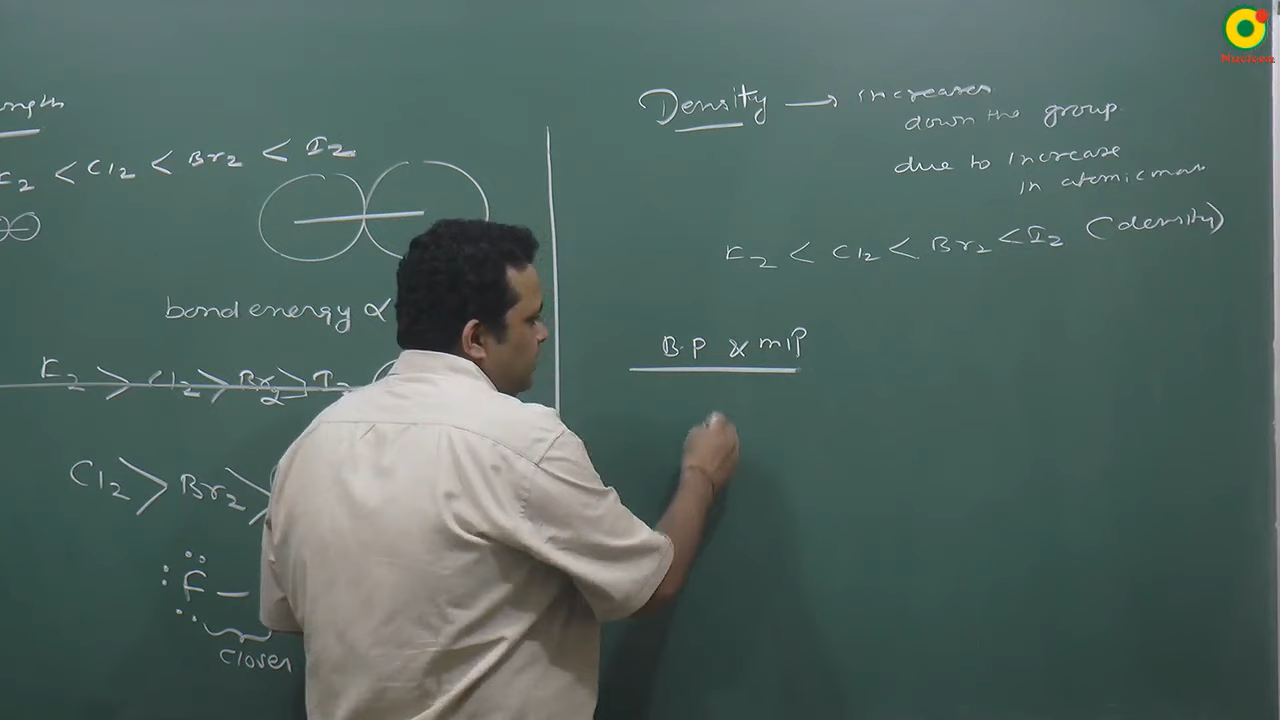 F2 < Cl2 < Br2 < I2
bond energy ∝
F2 > Cl2 > Br2 > I2
Cl2 > Br2 >
F —
closer
Density → increases
down the group
due to increase
in atomic mass
F2 < Cl2 < Br2 < I2 (density)
B.P & m.p
Nucleon